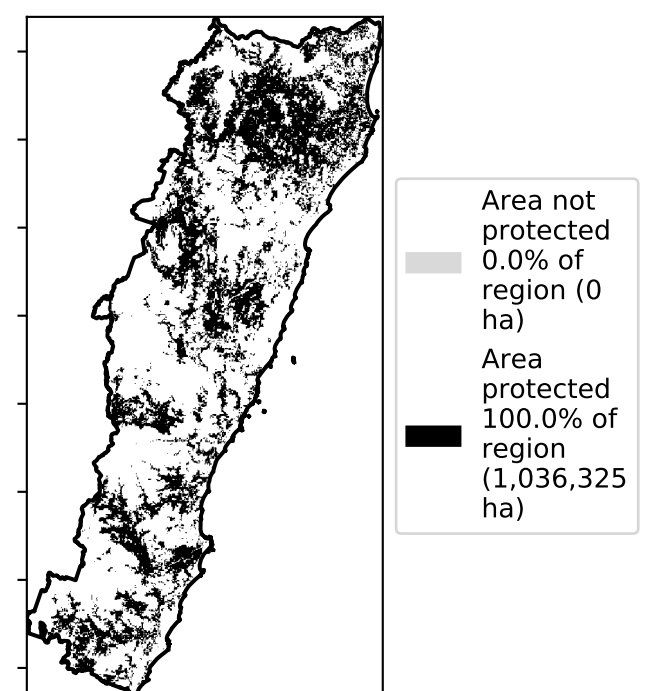 Area not
protected
0.0% of
region (0
ha)
Area
protected
100.0% of
region
(1,036,325
ha)